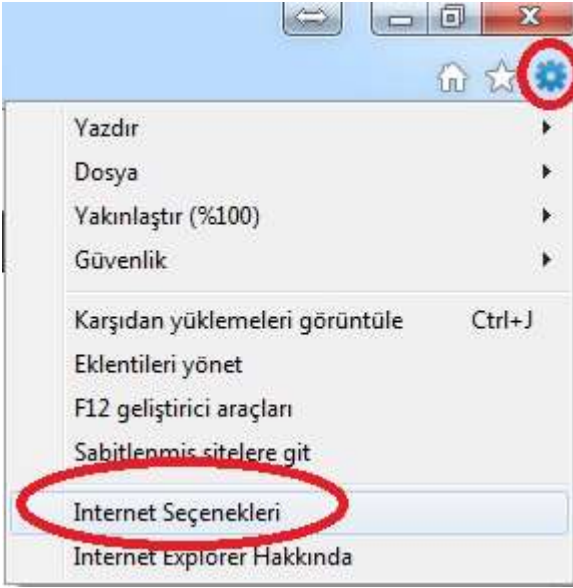 Yazdır
Dosya
Yakınlaştır (%100)
Güvenlik
Karşıdan yüklemeleri görüntüle Ctrl+J
Eklentileri yönet
F12 geliştirici araçları
Sabitlenmiş sitelere git
Internet Seçenekleri
Internet Explorer Hakkında